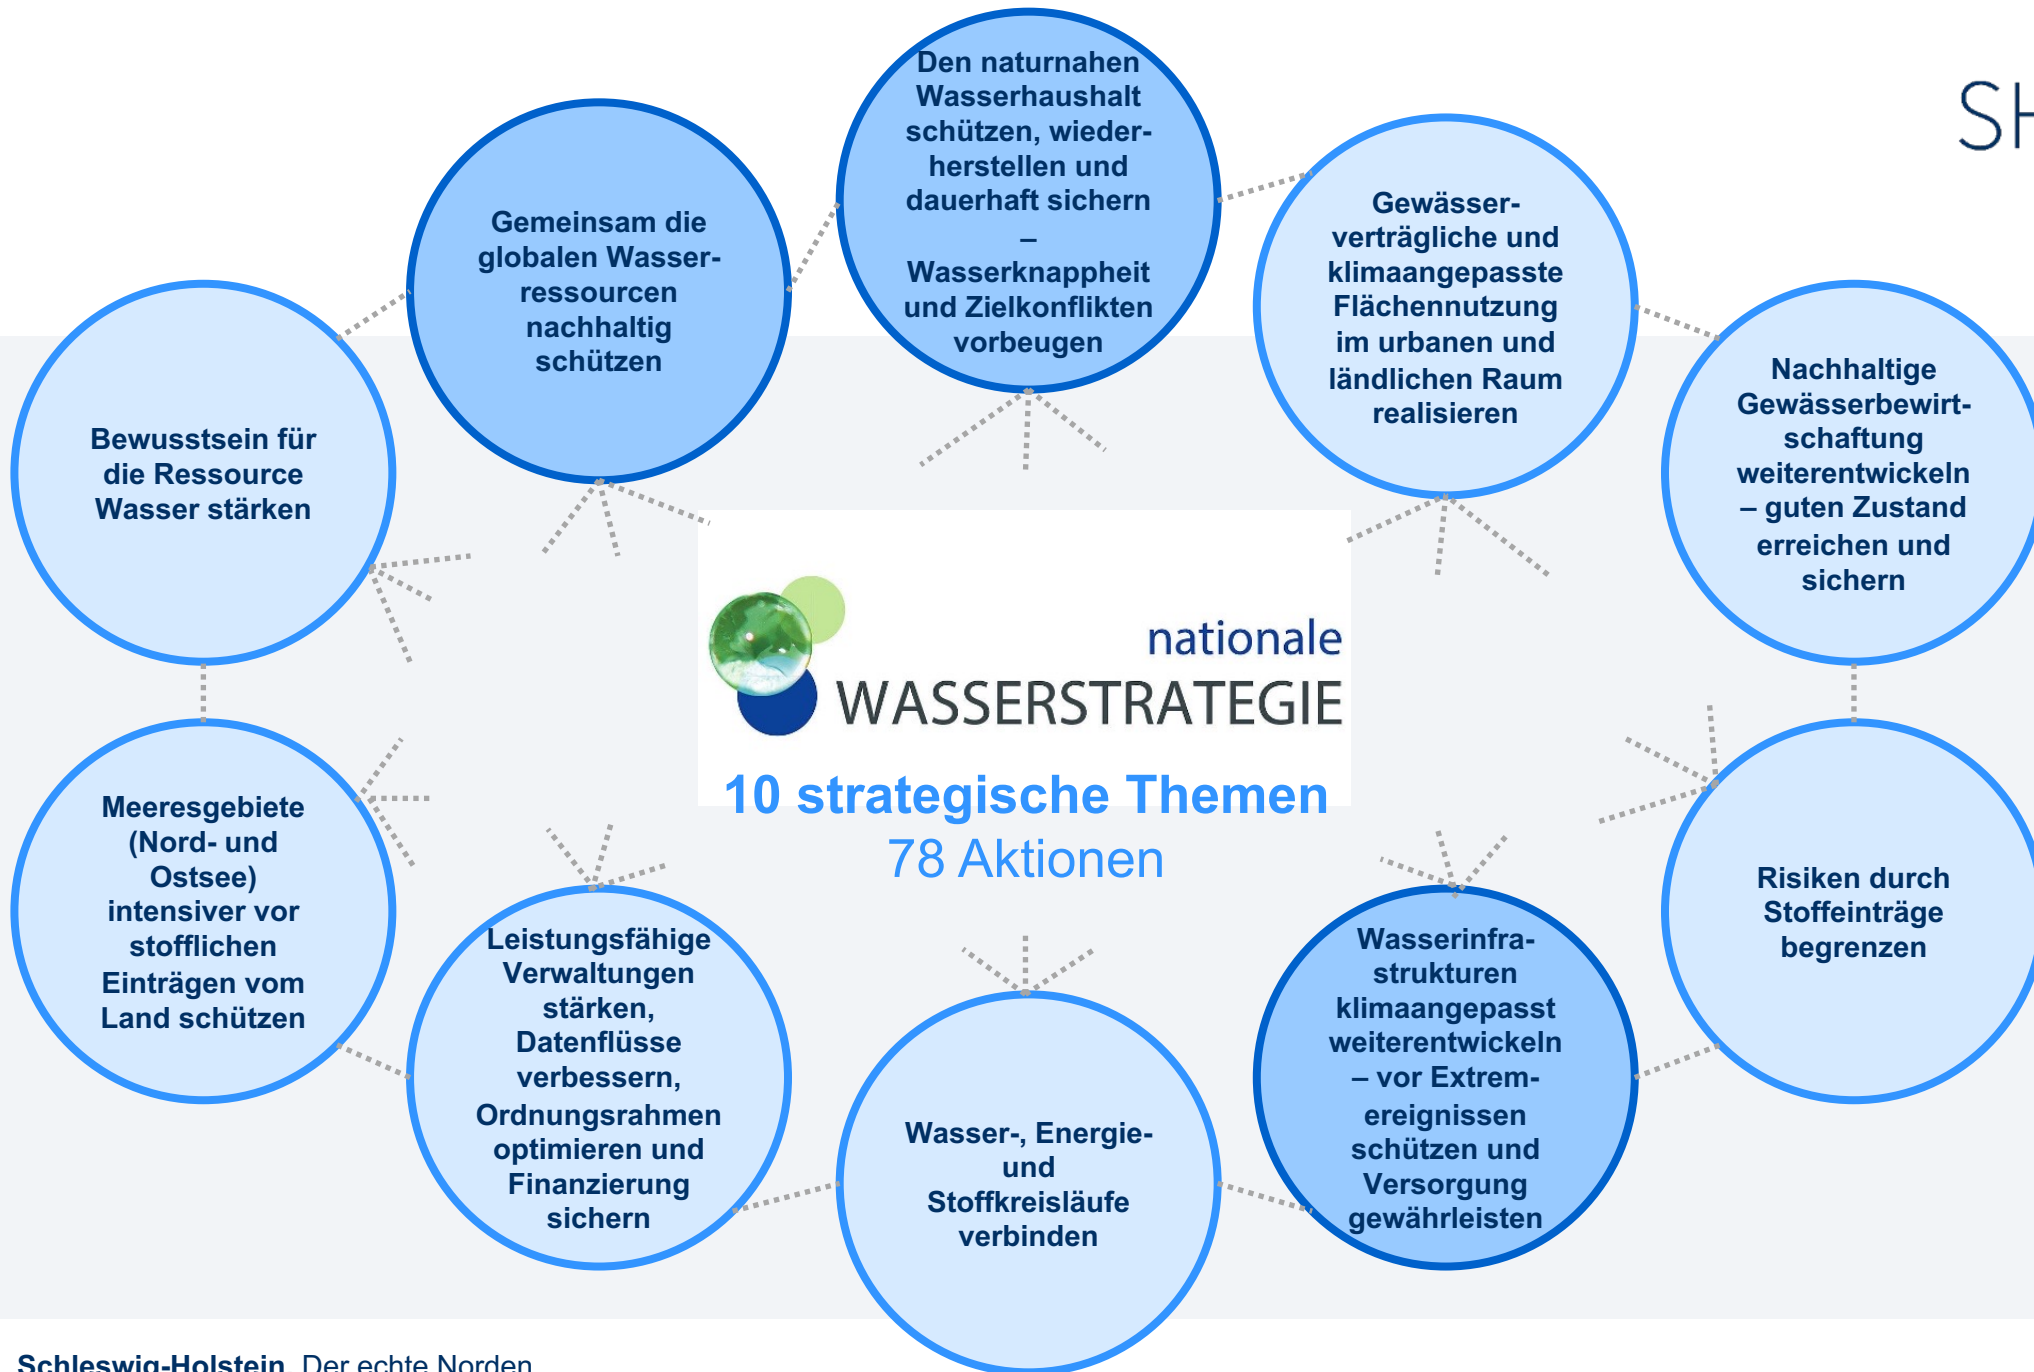 Den naturnahen
Wasserhaushalt
schützen, wieder-
herstellen und
dauerhaft sichern
–
Wasserknappheit
und Zielkonflikten
vorbeugen
SH
Gewässer-
verträgliche und
klimaangepasste
Flächennutzung
im urbanen und
ländlichen Raum
realisieren
Nachhaltige
Gewässerbewirt-
schaftung
weiterentwickeln
– guten Zustand
erreichen und
sichern
Risiken durch
Stoffeinträge
begrenzen
Wasserinfra-
strukturen
klimaangepasst
weiterentwickeln
– vor Extrem-
ereignissen
schützen und
Versorgung
gewährleisten
Wasser-, Energie-
und
Stoffkreisläufe
verbinden
Leistungsfähige
Verwaltungen
stärken,
Datenflüsse
verbessern,
Ordnungsrahmen
optimieren und
Finanzierung
sichern
Meeresgebiete
(Nord- und
Ostsee)
intensiver vor
stofflichen
Einträgen vom
Land schützen
Bewusstsein für
die Ressource
Wasser stärken
Gemeinsam die
globalen Wasser-
ressourcen
nachhaltig
schützen
nationale
WASSERSTRATEGIE
10 strategische Themen
78 Aktionen
Schleswig-Holstein. Der echte Norden.